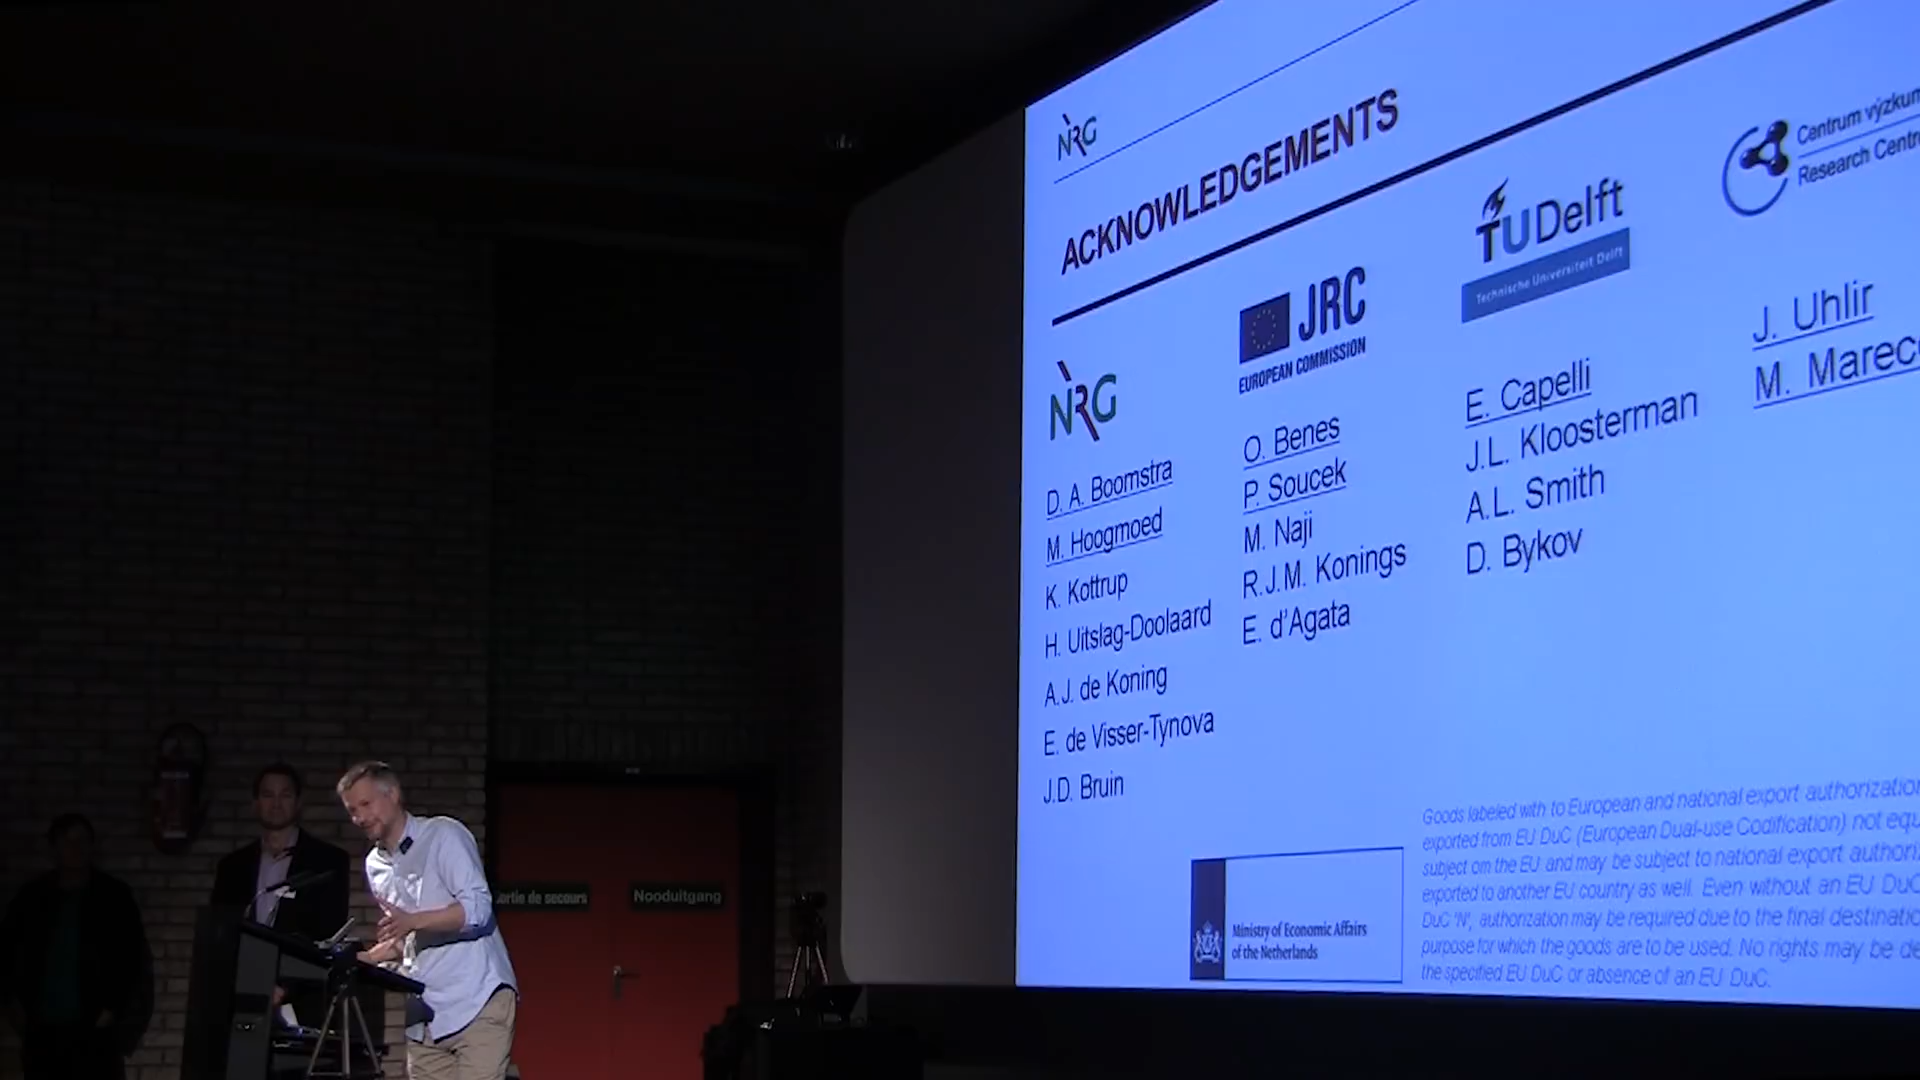 NRG
ACKNOWLEDGEMENTS
NRG
D. A. Boomstra
M. Hoogmoed
K. Kottrup
H. Uitslag-Doolaard
A.J. de Koning
E. de Visser-Tynova
J.D. Bruin
JRC
EUROPEAN COMMISSION
O. Benes
P. Soucek
M. Naji
R.J.M. Konings
E. d'Agata
TU Delft
Technische Universiteit Delft
E. Capelli
J.L. Kloosterman
A.L. Smith
D. Bykov
Centrum výzkum
Research Centr
J. Uhlir
M. Marec
Ministry of Economic Affairs
of the Netherlands
Goods labeled with to European and national export authorizatio
exported from EU DuC (European Dual-use Codification) not equ
subject om the EU and may be subject to national export authori
exported to another EU country as well. Even without an EU DuC
DuC 'N', authorization may be required due to the final destinatio
purpose for which the goods are to be used. No rights may be de
the specified EU DuC or absence of an EU DuC.
ortie de secours
Nooduitgang